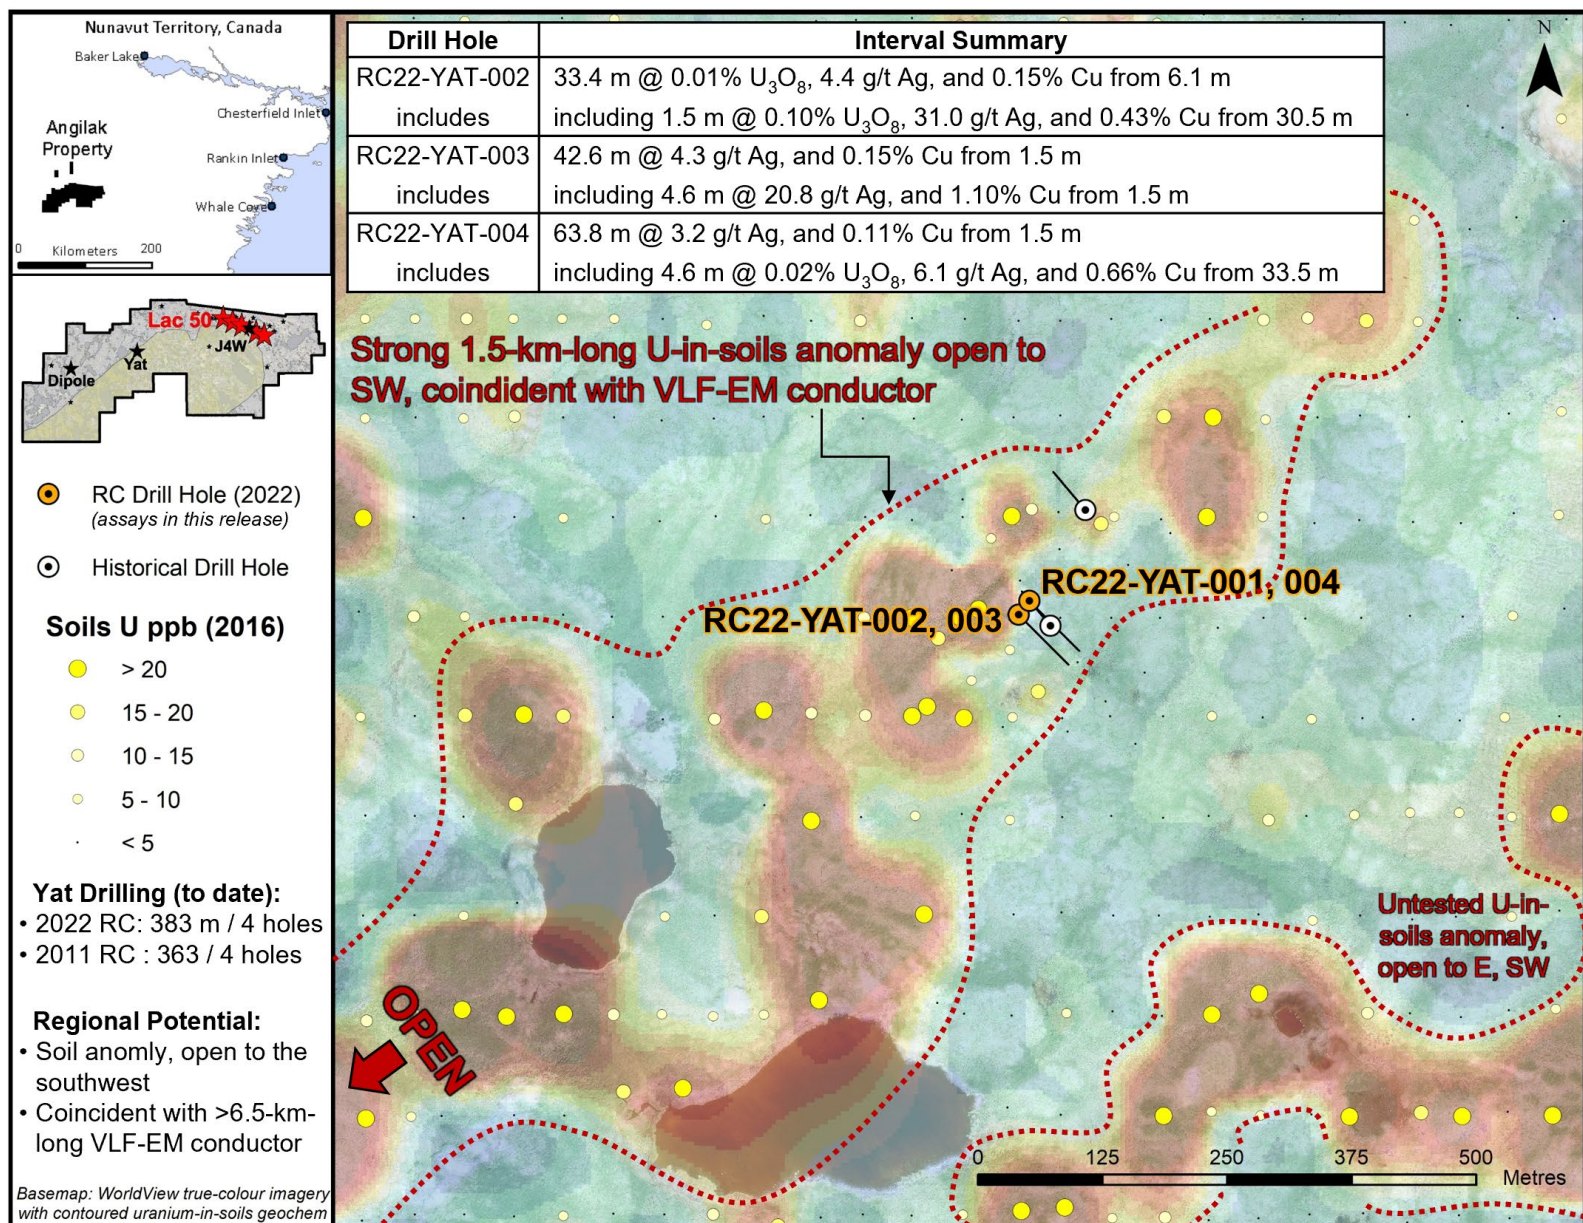 Nunavut Territory, Canada
Baker Lake
Chesterfield Inlet
Angilak
Property
Rankin Inlet
Whale Cove
0 Kilometers 200
Lac 50
J4W
Yat
Dipole
RC Drill Hole (2022)
(assays in this release)
Historical Drill Hole
Soils U ppb (2016)
> 20
15 - 20
10 - 15
5 - 10
< 5
Yat Drilling (to date):
• 2022 RC: 383 m / 4 holes
• 2011 RC : 363 / 4 holes
Regional Potential:
• Soil anomly, open to the
southwest
• Coincident with >6.5-km-
long VLF-EM conductor
Basemap: WorldView true-colour imagery
with contoured uranium-in-soils geochem
Drill Hole Interval Summary
RC22-YAT-002 33.4 m @ 0.01% U3O8, 4.4 g/t Ag, and 0.15% Cu from 6.1 m
includes including 1.5 m @ 0.10% U3O8, 31.0 g/t Ag, and 0.43% Cu from 30.5 m
RC22-YAT-003 42.6 m @ 4.3 g/t Ag, and 0.15% Cu from 1.5 m
includes including 4.6 m @ 20.8 g/t Ag, and 1.10% Cu from 1.5 m
RC22-YAT-004 63.8 m @ 3.2 g/t Ag, and 0.11% Cu from 1.5 m
includes including 4.6 m @ 0.02% U3O8, 6.1 g/t Ag, and 0.66% Cu from 33.5 m
N
Strong 1.5-km-long U-in-soils anomaly open to
SW, coindident with VLF-EM conductor
RC22-YAT-001, 004
RC22-YAT-002, 003
Untested U-in-
soils anomaly,
open to E, SW
OPEN
0 125 250 375 500
Metres